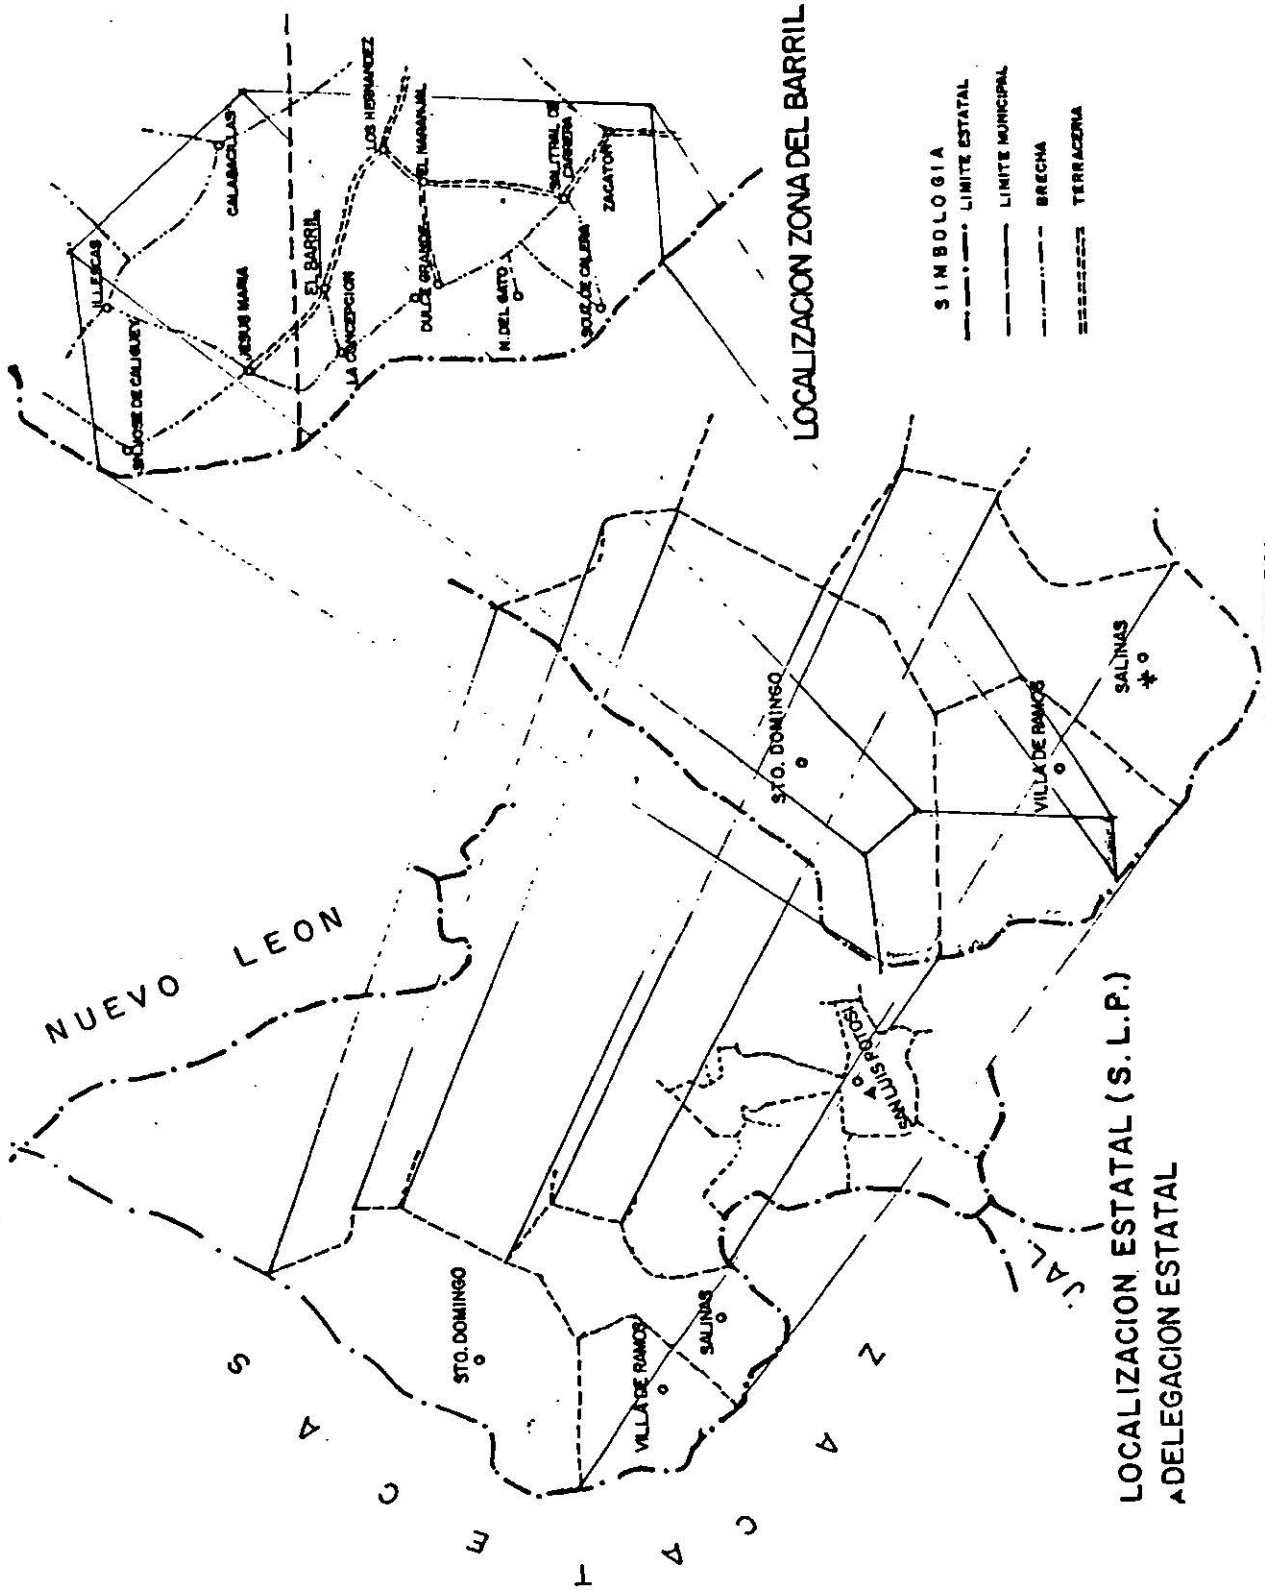 NUEVO LEON
ZACATECAS
JAL.
STO. DOMINGO
VILLA DE RAMOS
SALINAS
SAN LUIS POTOSI
LOCALIZACION ESTATAL (S.L.P.)
▲DELEGACION ESTATAL
STO. DOMINGO
VILLA DE RAMOS
SALINAS
ILLESCAS
CALABACILLAS
SN. JOSE DE CALIGUEY
JESUS MARIA
EL BARRIL
LOS HERNANDEZ
LA CONCEPCION
DULCE GRANDE
EL NARANJAL
N. DEL GATO
SALITRAL DE
CARRERA
ZACATON
LOCALIZACION ZONA DEL BARRIL
SIMBOLOGIA
LIMITE ESTATAL
LIMITE MUNICIPAL
BRECHA
TERRACERIA